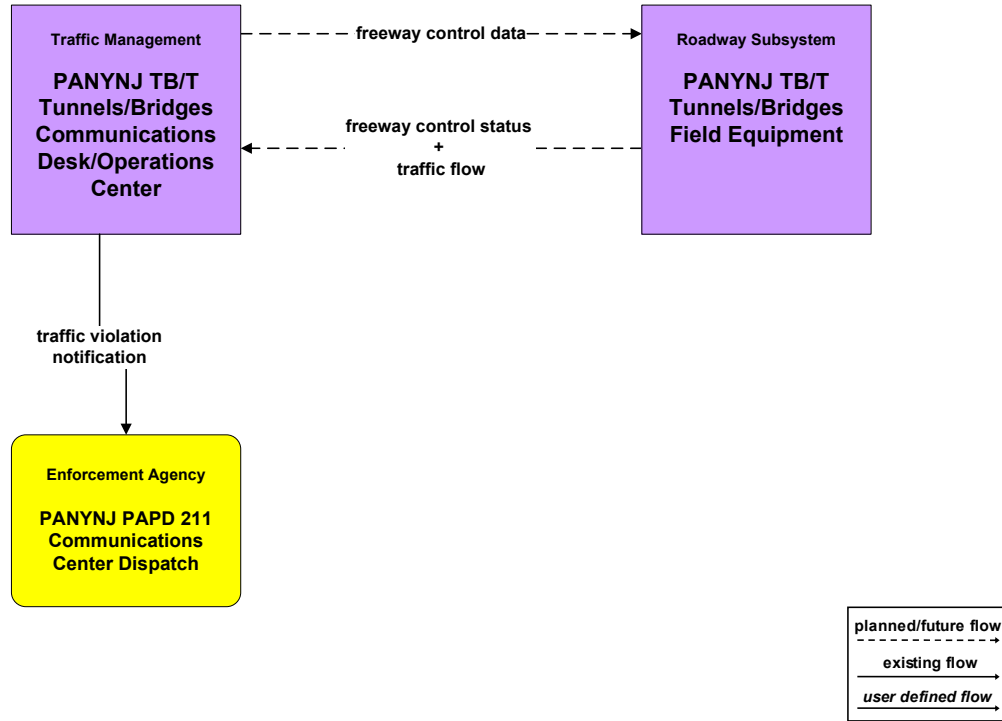 Traffic Management
PANYNJ TB/T
Tunnels/Bridges
Communications
Desk/Operations
Center
freeway control data
Roadway Subsystem
PANYNJ TB/T
Tunnels/Bridges
Field Equipment
freeway control status
+
traffic flow
traffic violation
notification
Enforcement Agency
PANYNJ PAPD 211
Communications
Center Dispatch
planned/future flow
existing flow
user defined flow